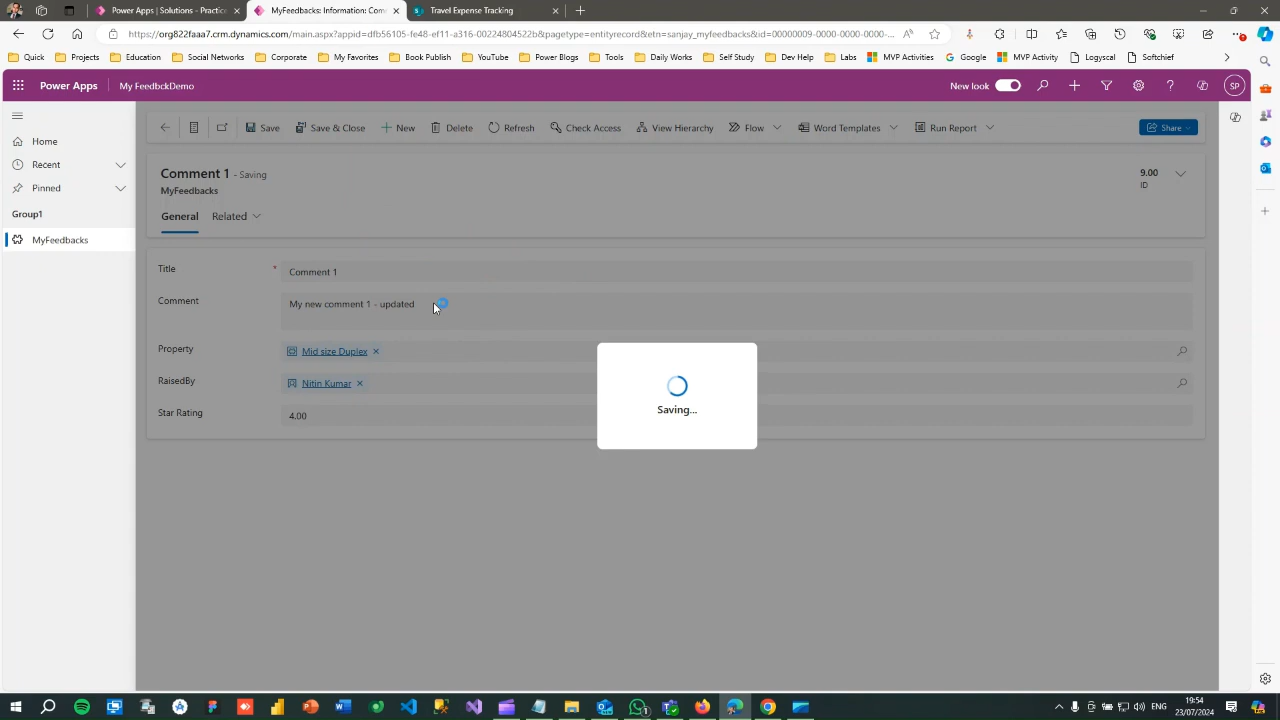 Power Apps | Solutions - Practic
MyFeedbacks: Information: Com
Travel Expense Tracking
https://org822faaa7.crm.dynamics.com/main.aspx?appid=dfb56105-fe48-ef11-a316-00224804522b&pagetype=entityrecord&etn=sanjay_myfeedbacks&id=00000009-0000-0000-0000-...
Quick
Projects
Education
Social Networks
Corporate
My Favorites
Book Publish
YouTube
Power Blogs
Tools
Daily Works
Self Study
Dev Help
Labs
MVP Activities
Google
MVP Activity
Logyscal
Softchief
Power Apps
My FeedbckDemo
New look
SP
Save
Save & Close
New
Delete
Refresh
Check Access
View Hierarchy
Flow
Word Templates
Run Report
Share
Home
Recent
Pinned
Group1
MyFeedbacks
Comment 1 - Saving
MyFeedbacks
9.00
ID
General
Related
Title
*
Comment 1
Comment
My new comment 1 - updated
Property
Mid size Duplex
RaisedBy
Nitin Kumar
Star Rating
4.00
Saving...
ENG
19:54
23/07/2024